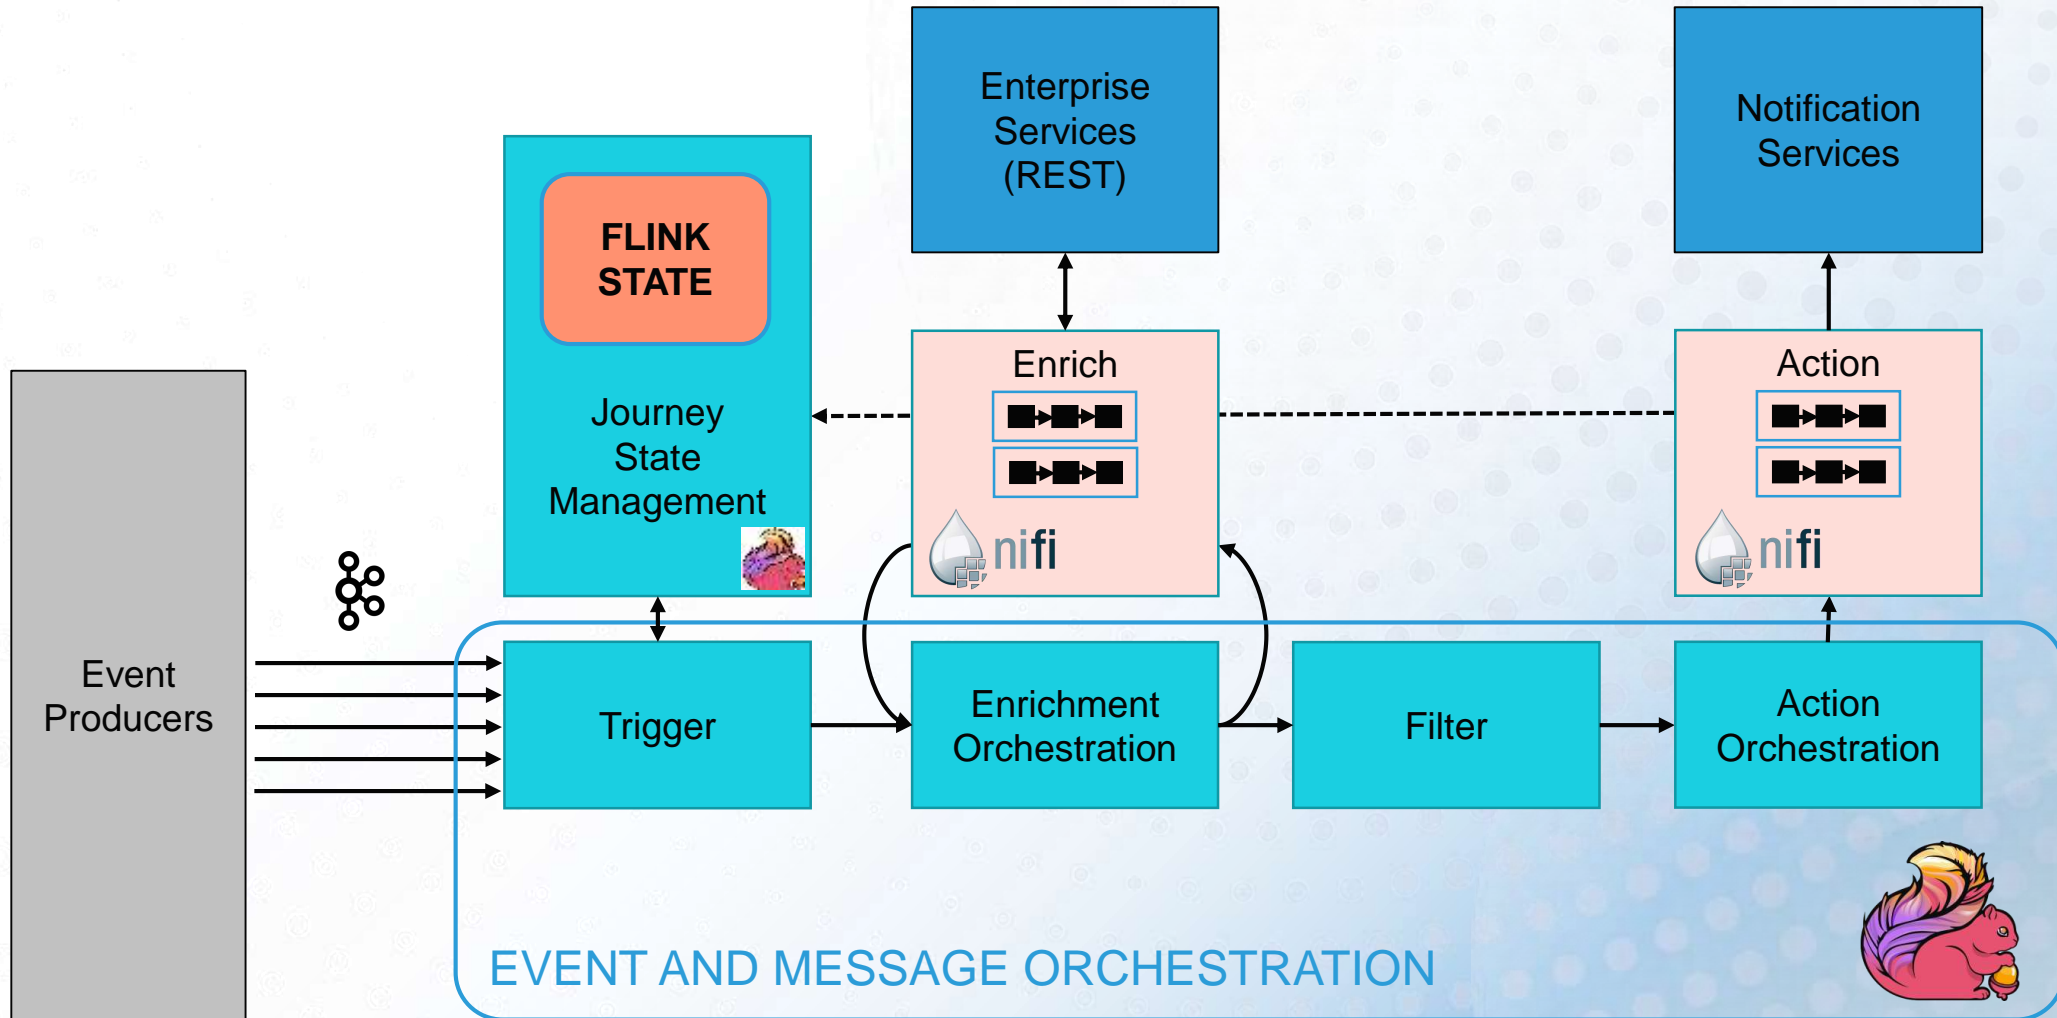 Enterprise
Services
(REST)
Notification
Services
FLINK
STATE
Journey
State
Management
Enrich
nifi
Action
nifi
Event
Producers
Trigger
Enrichment
Orchestration
Filter
Action
Orchestration
EVENT AND MESSAGE ORCHESTRATION